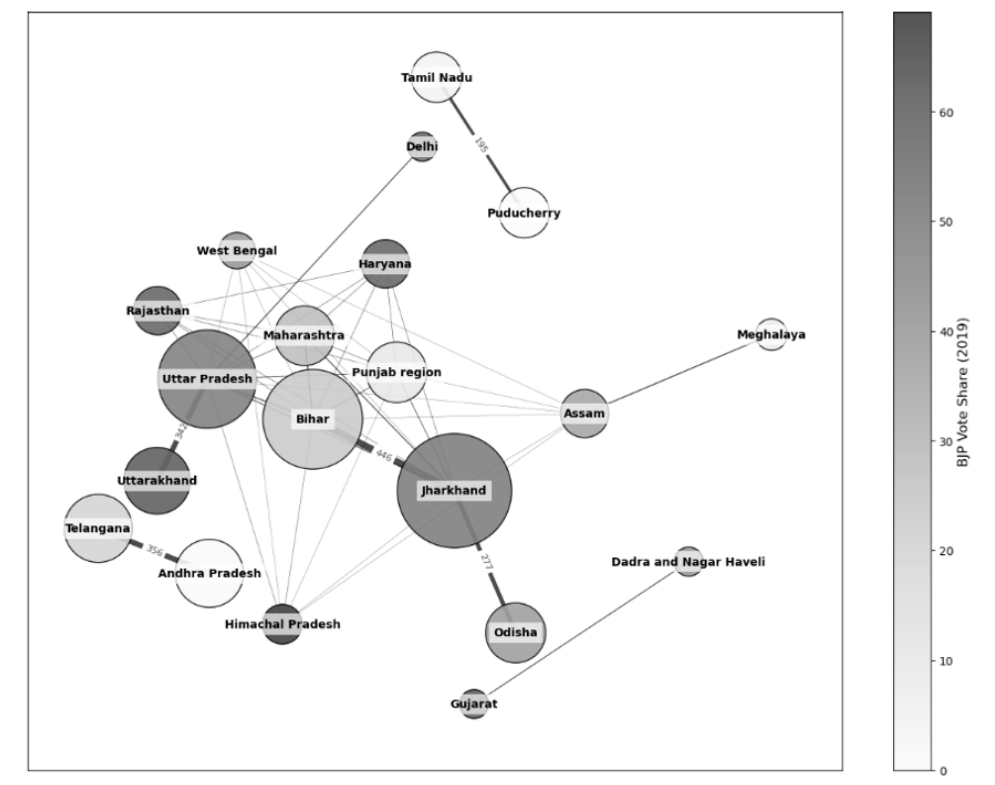 Tamil Nadu
195
Delhi
Puducherry
West Bengal
Haryana
Rajasthan
Maharashtra
Meghalaya
Punjab region
Uttar Pradesh
Bihar
Assam
342
446
Uttarakhand
Jharkhand
Telangana
356
Andhra Pradesh
277
Dadra and Nagar Haveli
Himachal Pradesh
Odisha
Gujarat
60
50
40
30
20
10
0
BJP Vote Share (2019)